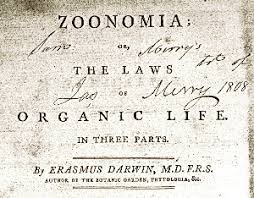 ZOONOMIA;
OR,
Merry's
THE LAWS
OF
Jas Merry 1808
ORGANIC LIFE.
IN THREE PARTS.
By ERASMUS DARWIN, M.D. F.R.S.
AUTHOR OF THE BOTANIC GARDEN, PHYTOLOGIA, &c.